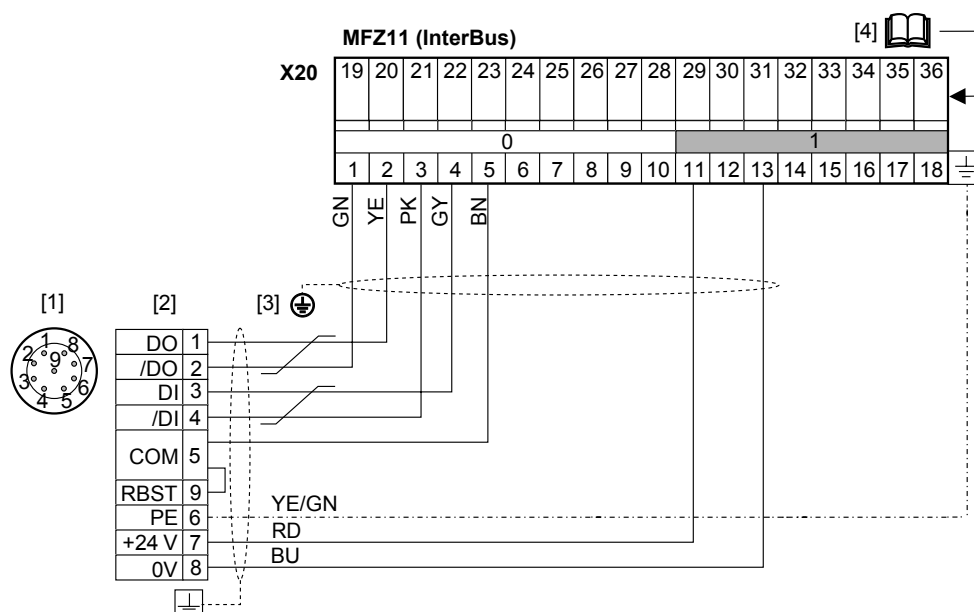 [4]
MFZ11 (InterBus)
X20 19 20 21 22 23 24 25 26 27 28 29 30 31 32 33 34 35 36
0 1
1 2 3 4 5 6 7 8 9 10 11 12 13 14 15 16 17 18
GN YE PK GY BN
[1] [2] [3]
1 8 2 9 7 3 6 4 5
DO 1
/DO 2
DI 3
/DI 4
COM 5
RBST 9
YE/GN
PE 6
RD
+24 V 7
BU
0V 8